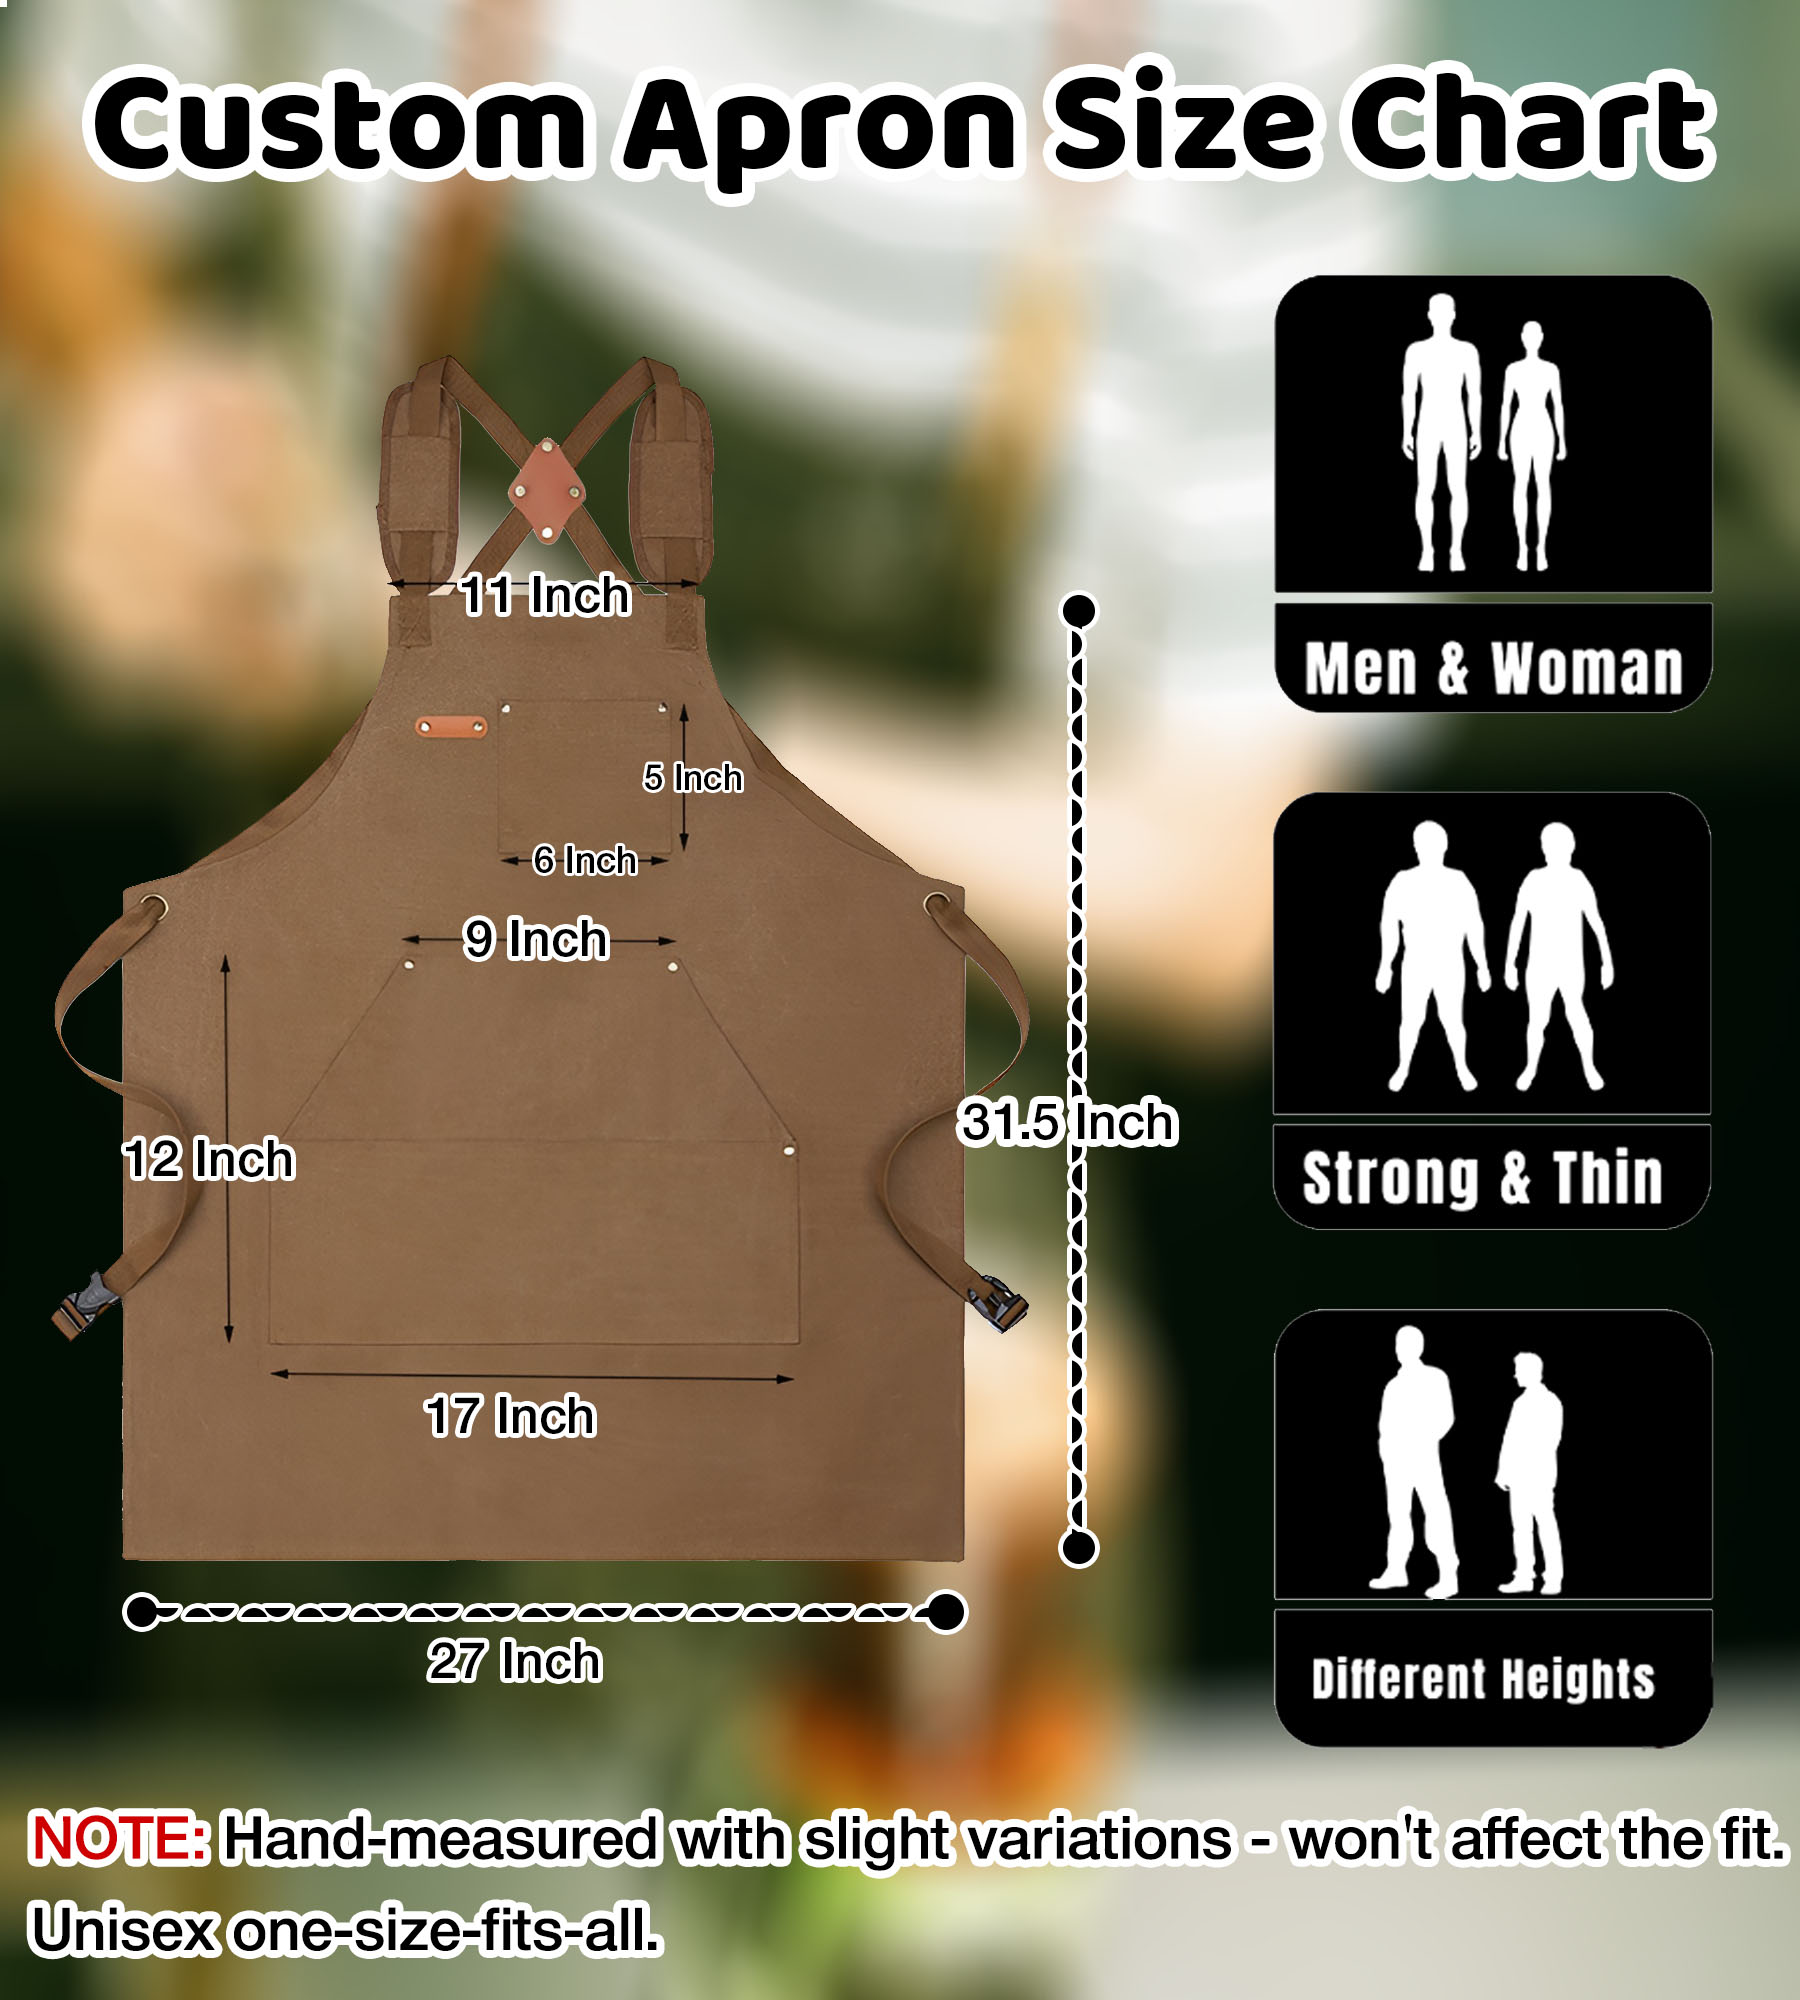 Custom Apron Size Chart
11 Inch
5 Inch
6 Inch
9 Inch
12 Inch
31.5 Inch
17 Inch
27 Inch
Men & Woman
Strong & Thin
Different Heights
NOTE: Hand-measured with slight variations - won't affect the fit.
Unisex one-size-fits-all.